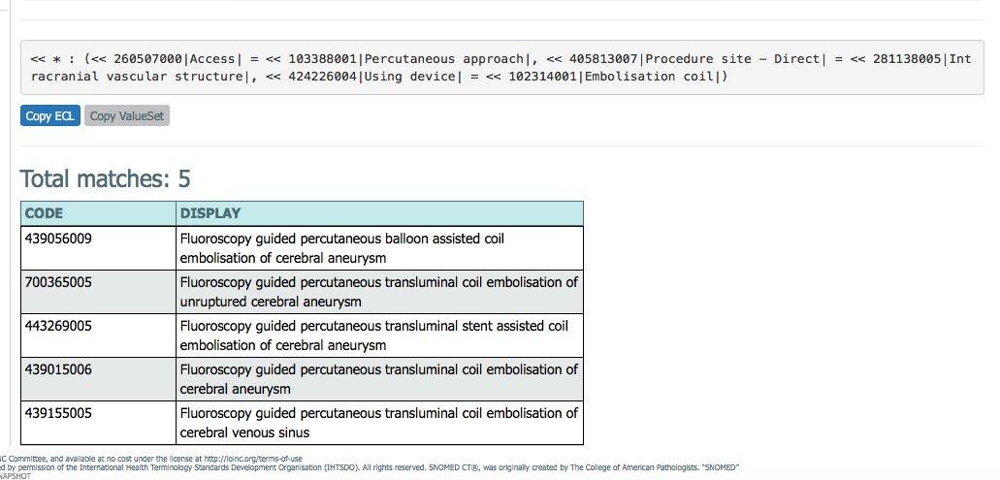 << * : (<< 260507000|Access| = << 103388001|Percutaneous approach|, << 405813007|Procedure site – Direct| = << 281138005|Int
racranial vascular structure|, << 424226004|Using device| = << 102314001|Embolisation coil|)
Copy ECL Copy ValueSet
Total matches: 5
CODE DISPLAY
439056009 Fluoroscopy guided percutaneous balloon assisted coil
embolisation of cerebral aneurysm
700365005 Fluoroscopy guided percutaneous transluminal coil embolisation of
unruptured cerebral aneurysm
443269005 Fluoroscopy guided percutaneous transluminal stent assisted coil
embolisation of cerebral aneurysm
439015006 Fluoroscopy guided percutaneous transluminal coil embolisation of
cerebral aneurysm
439155005 Fluoroscopy guided percutaneous transluminal coil embolisation of
cerebral venous sinus
NC Committee, and available at no cost under the license at http://loinc.org/terms-of-use
ed by permission of the International Health Terminology Standards Development Organisation (IHTSDO). All rights reserved. SNOMED CT®, was originally created by The College of American Pathologists. "SNOMED"
NAPSHOT